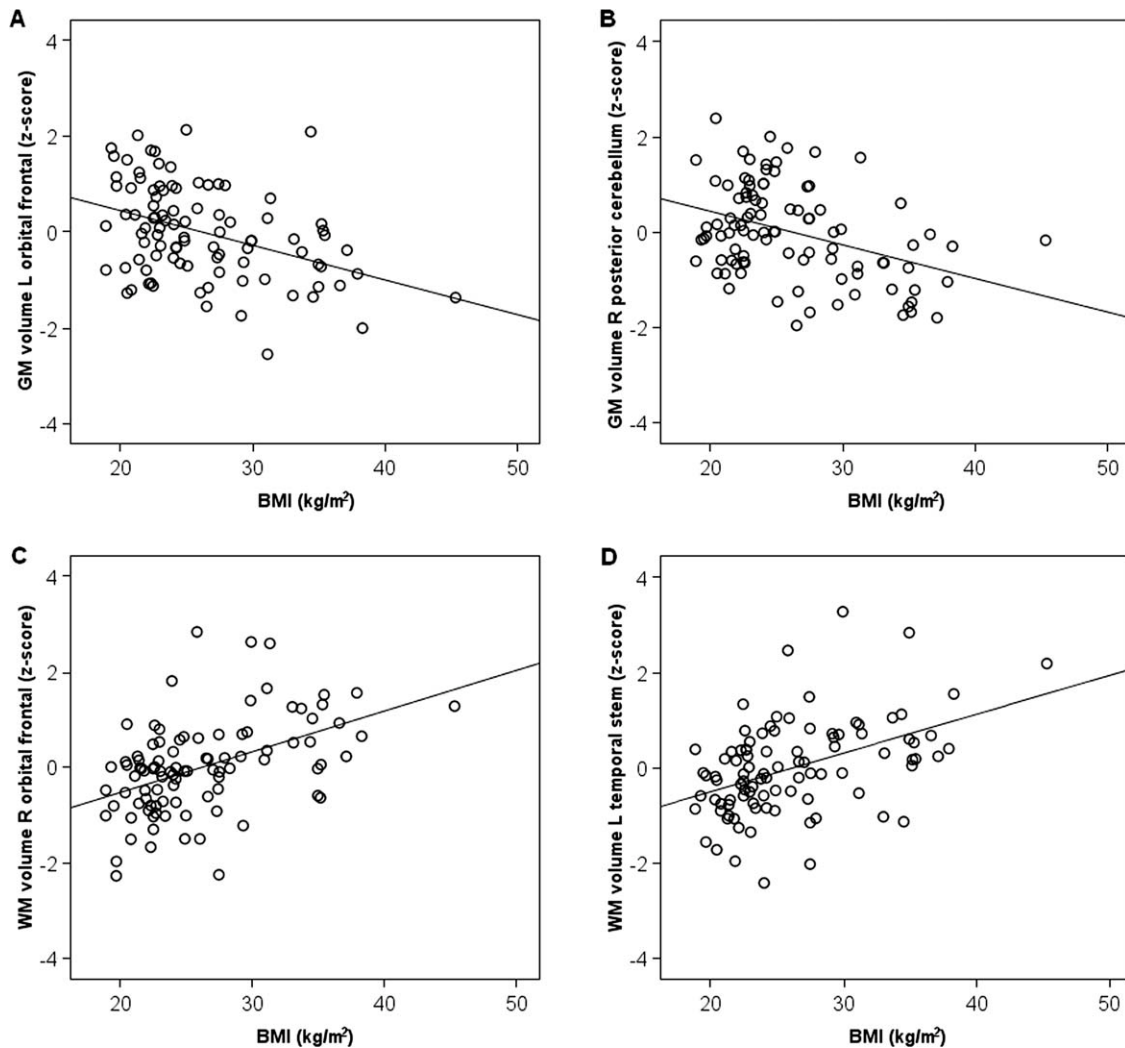 A
GM volume L orbital frontal (z-score)
4
2
0
-2
-4
20 30 40 50
BMI (kg/m²)
B
GM volume R posterior cerebellum (z-score)
4
2
0
-2
-4
20 30 40 50
BMI (kg/m²)
C
WM volume R orbital frontal (z-score)
4
2
0
-2
-4
20 30 40 50
BMI (kg/m²)
D
WM volume L temporal stem (z-score)
4
2
0
-2
-4
20 30 40 50
BMI (kg/m²)